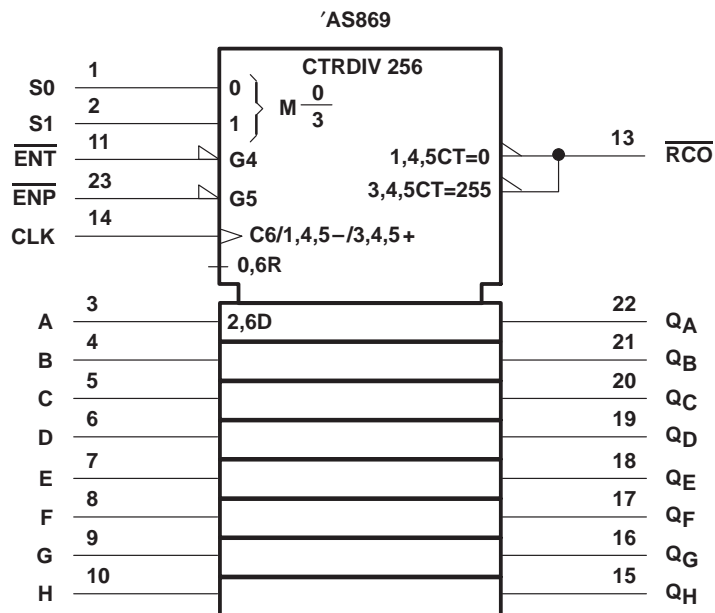 ′AS869
CTRDIV 256
S0 1 0
S1 2 1
M 0/3
ENT 11 G4
ENP 23 G5
CLK 14 C6/1,4,5−/3,4,5+
0,6R
1,4,5CT=0 13 RCO
3,4,5CT=255
A 3 2,6D 22 QA
B 4 21 QB
C 5 20 QC
D 6 19 QD
E 7 18 QE
F 8 17 QF
G 9 16 QG
H 10 15 QH